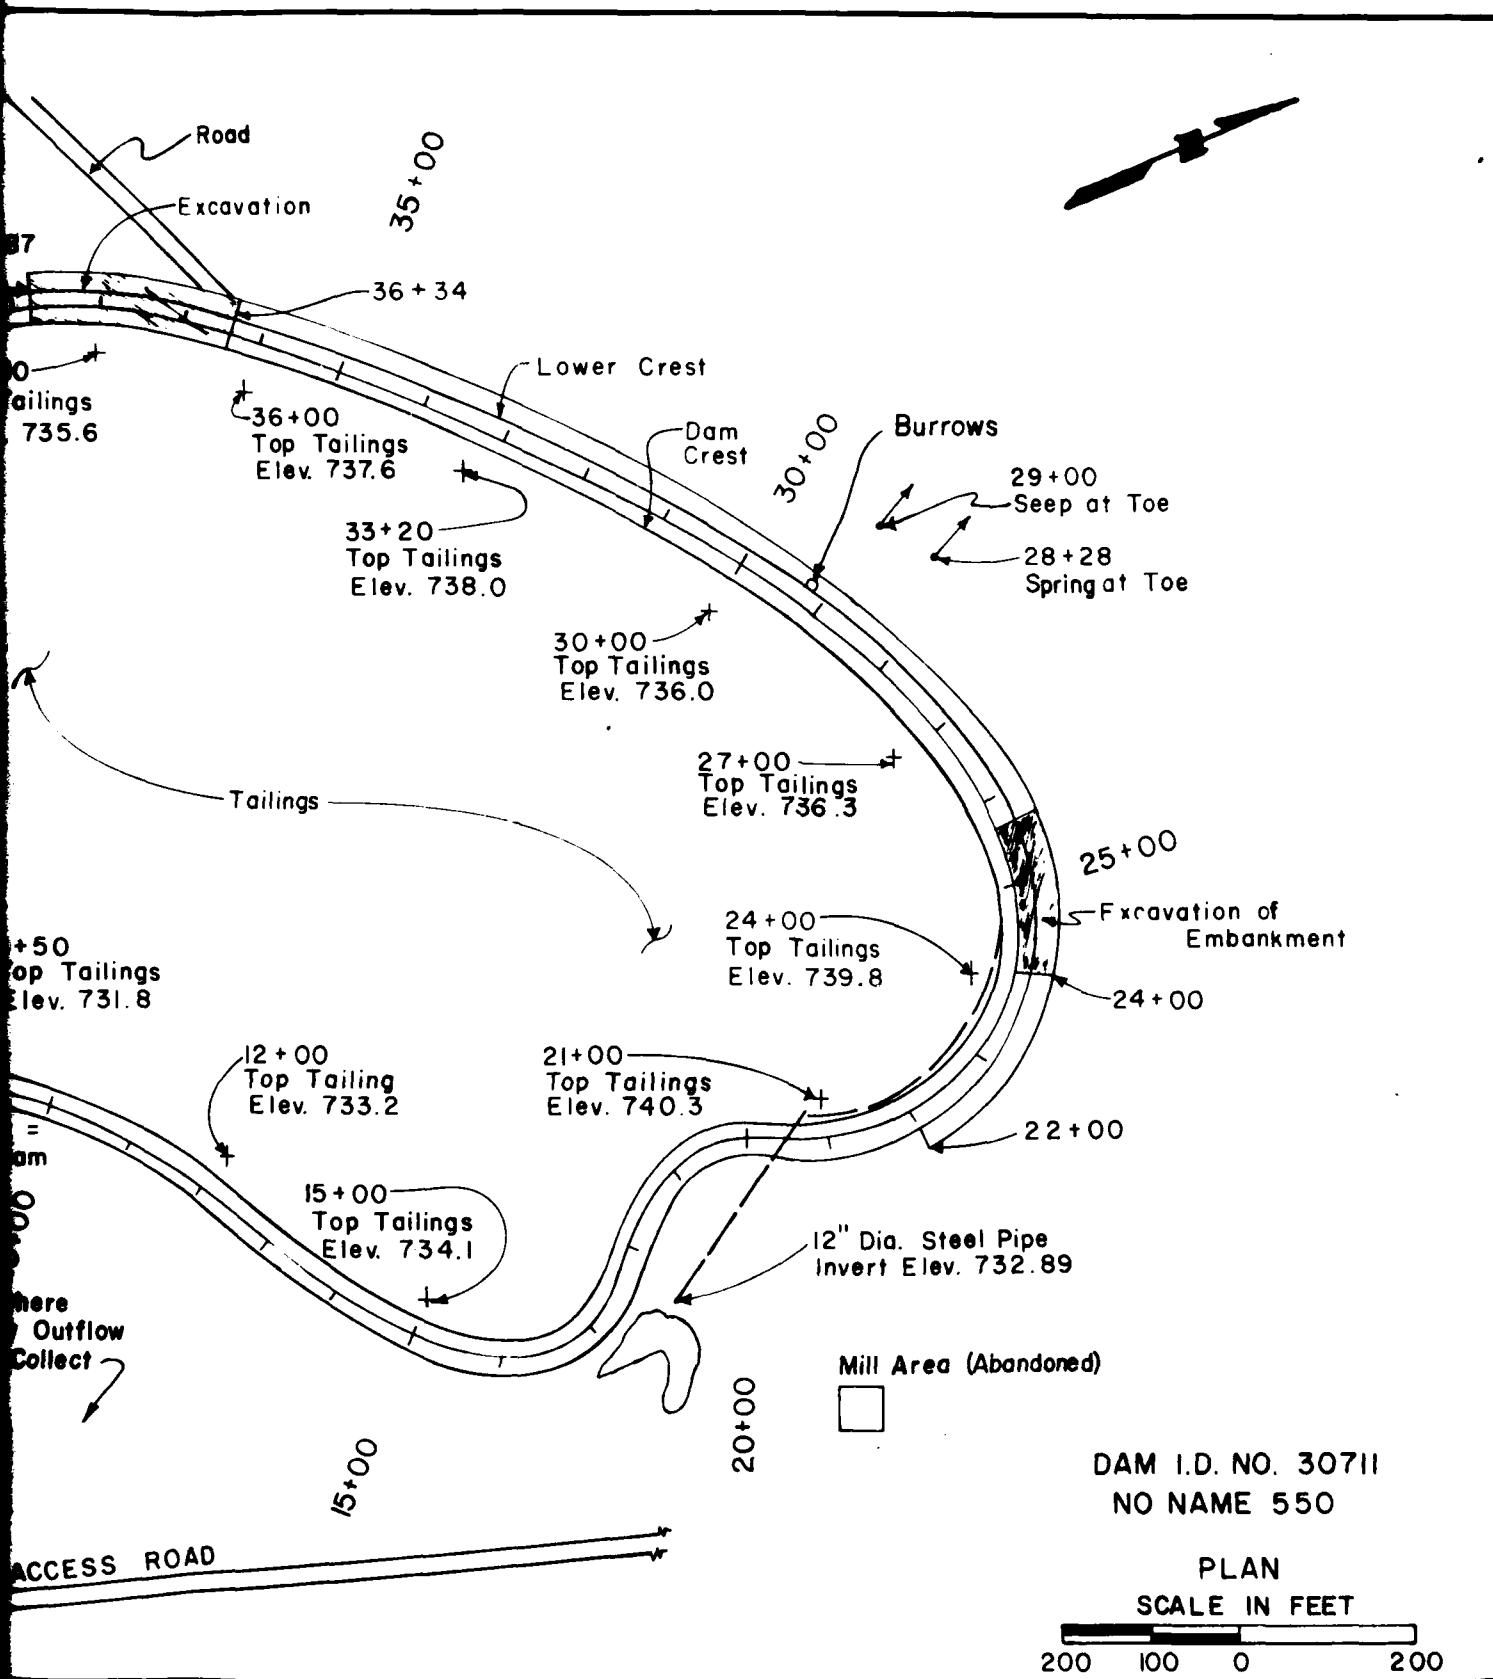 Road
35+00
Excavation
37
36+34
Lower Crest
Dam
Crest
30+00
Burrows
29+00
Seep at Toe
28+28
Spring at Toe
735.6
36+00
Top Tailings
Elev. 737.6
33+20
Top Tailings
Elev. 738.0
30+00
Top Tailings
Elev. 736.0
27+00
Top Tailings
Elev. 736.3
Tailings
25+00
Excavation of
Embankment
24+00
Top Tailings
Elev. 739.8
24+00
+50
Top Tailings
Elev. 731.8
12+00
Top Tailing
Elev. 733.2
21+00
Top Tailings
Elev. 740.3
22+00
=
15+00
Top Tailings
Elev. 734.1
12" Dia. Steel Pipe
Invert Elev. 732.89
Outflow
Collect
Mill Area (Abandoned)
20+00
15+00
ACCESS ROAD
DAM I.D. NO. 30711
NO NAME 550
PLAN
SCALE IN FEET
200 100 0 200